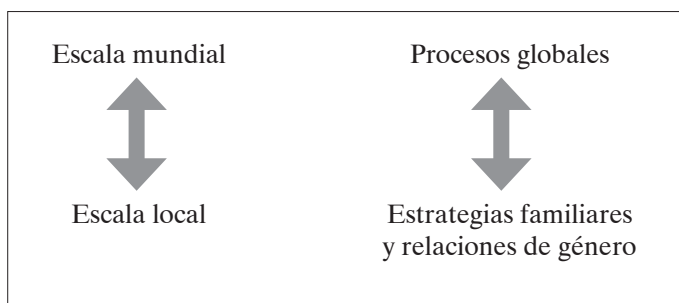 Escala mundial
Procesos globales
Escala local
Estrategias familiares
y relaciones de género